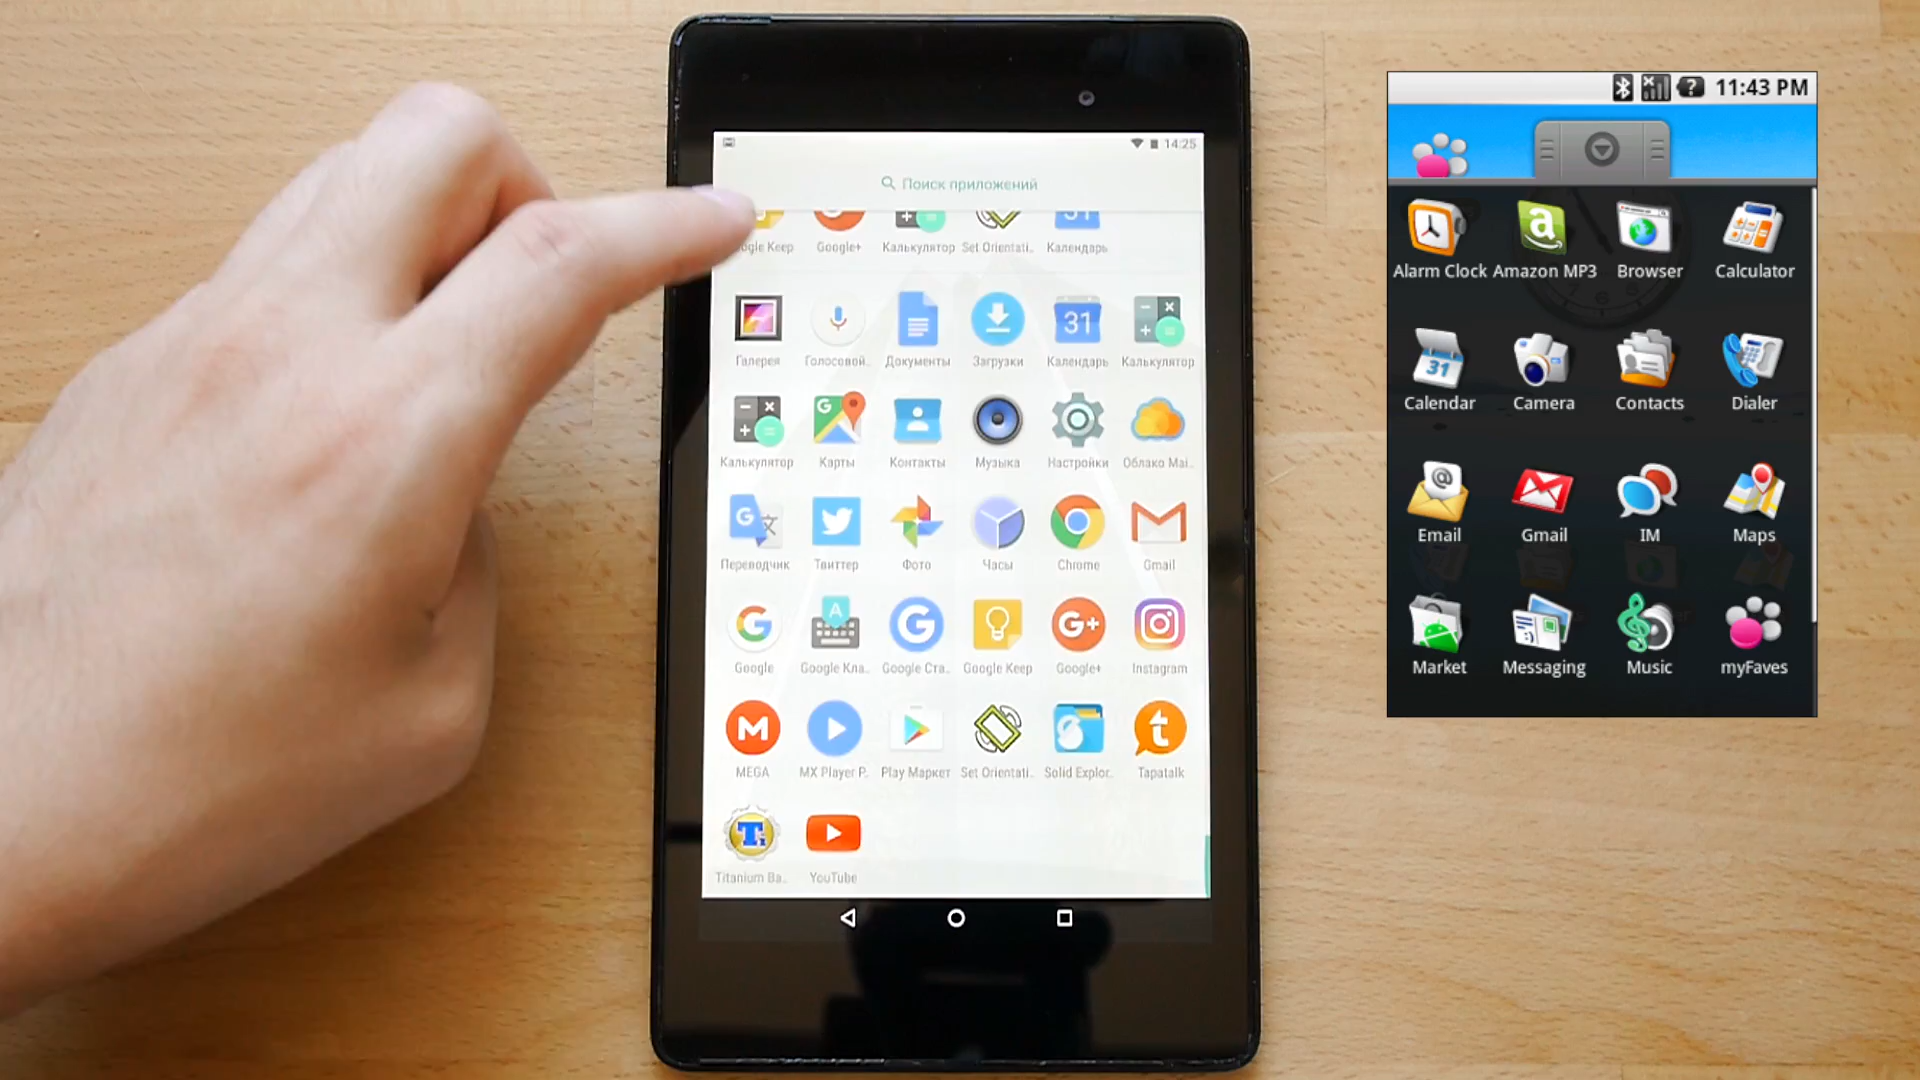 14:25
Поиск приложений
ogle Keep Google+ Калькулятор Set Orientati.. Календарь
31
Галерея Голосовой.. Документы Загрузки Календарь Калькулятор
Калькулятор Карты Контакты Музыка Настройки Облако Mai..
Переводчик Твиттер Фото Часы Chrome Gmail
Google Google Кла.. Google Ста.. Google Keep Google+ Instagram
MEGA MX Player P.. Play Маркет Set Orientati.. Solid Explor.. Tapatalk
Titanium Ba.. YouTube
11:43 PM
Alarm Clock Amazon MP3 Browser Calculator
31
Calendar Camera Contacts Dialer
Email Gmail IM Maps
Market Messaging Music myFaves